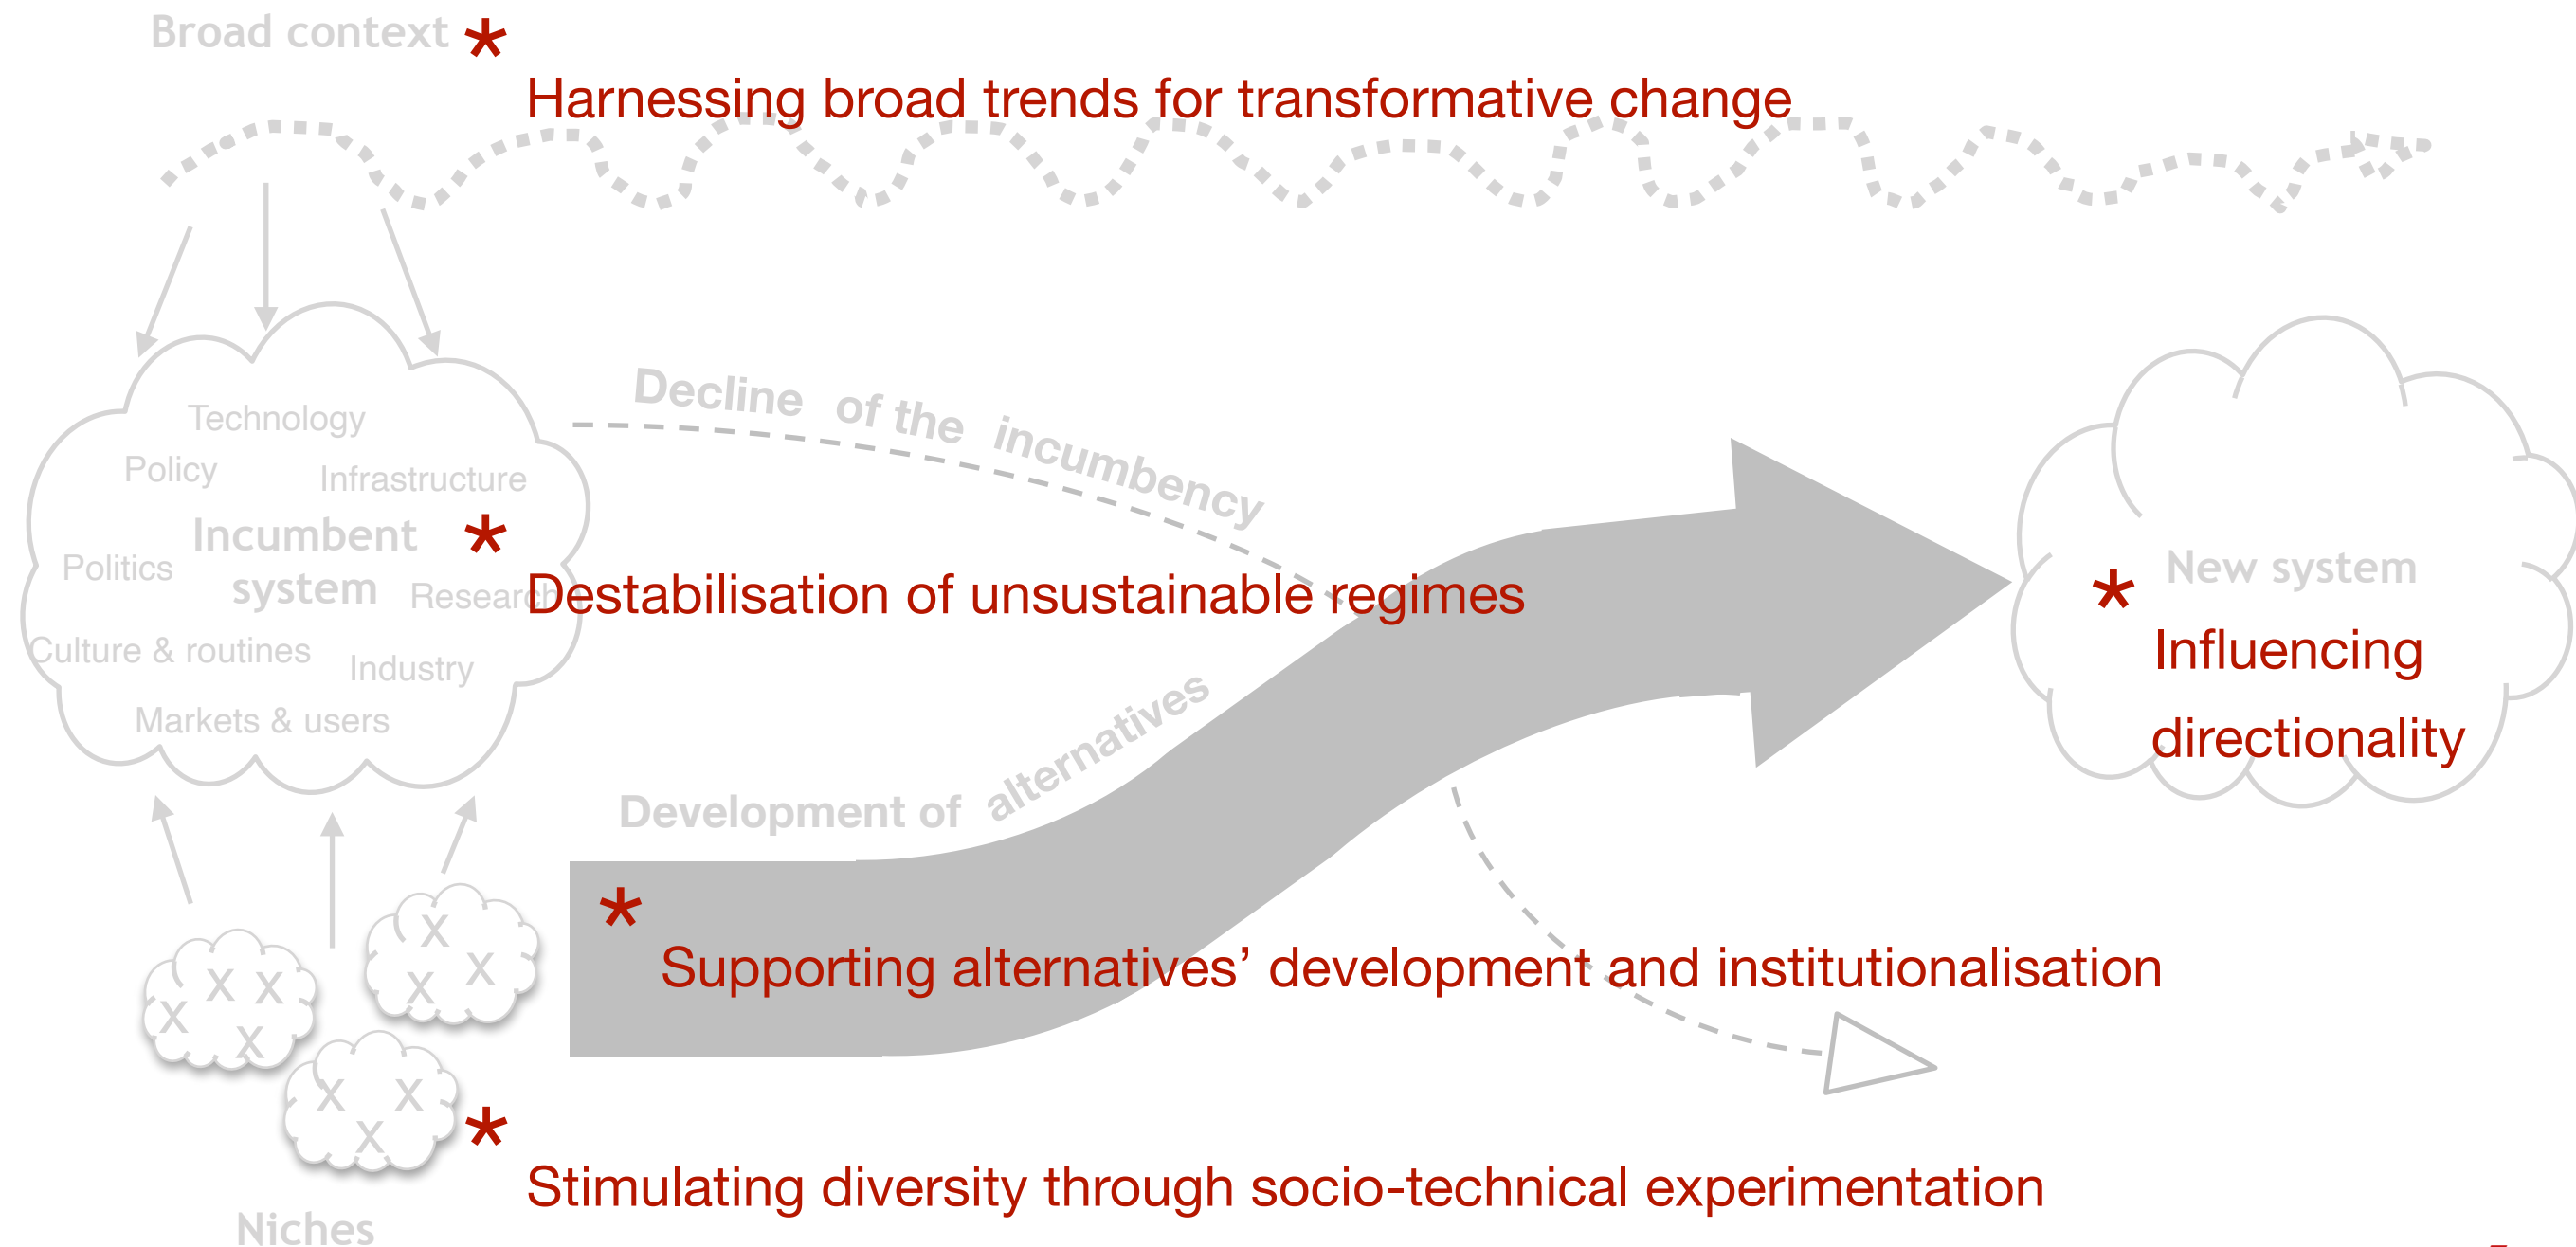 Broad context *
Harnessing broad trends for transformative change
Technology
Policy
Infrastructure
Incumbent
system
*
Politics
Research
Culture & routines
Industry
Markets & users
Decline of the incumbency
Destabilisation of unsustainable regimes
New system
*
Influencing
directionality
Development of alternatives
*
Supporting alternatives’ development and institutionalisation
X
X
X
X
X
X
X
X
X
X
X
*
Stimulating diversity through socio-technical experimentation
Niches